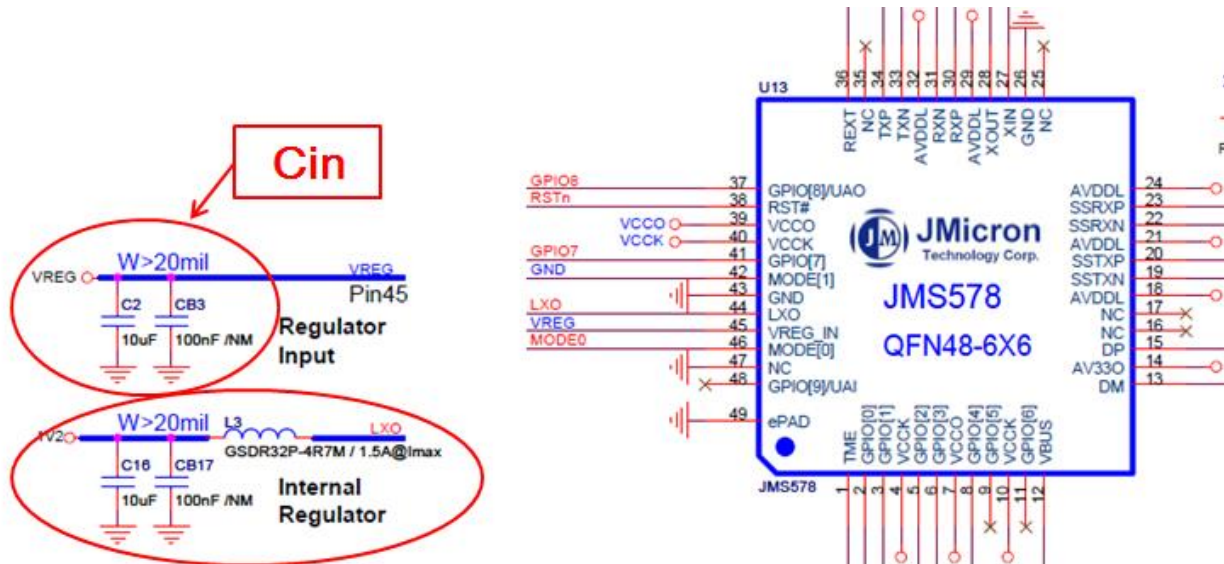 Cin
VREG
W>20mil
VREG
Pin45
C2
CB3
10uF
100nF /NM
Regulator
Input
1V2
W>20mil
L3
LXO
GSDR32P-4R7M / 1.5A@Imax
C16
CB17
10uF
100nF /NM
Internal
Regulator
U13
36 35 34 33 32 31 30 29 28 27 26 25
REXT NC TXP TXN AVDDL RXN RXP AVDDL XOUT XIN GND NC
GPIO8 37 GPIO[8]/UAO
RSTn 38 RST#
VCCO 39 VCCO
VCCK 40 VCCK
GPIO7 41 GPIO[7]
GND 42 MODE[1]
43 GND
LXO 44 LXO
VREG 45 VREG_IN
MODE0 46 MODE[0]
47 NC
48 GPIO[9]/UAI
49 ePAD
JM JMicron
Technology Corp.
JMS578
QFN48-6X6
AVDDL 24
SSRXP 23
SSRXN 22
AVDDL 21
SSTXP 20
SSTXN 19
AVDDL 18
NC 17
NC 16
DP 15
AV33O 14
DM 13
TME GPIO[0] GPIO[1] VCCK GPIO[2] GPIO[3] VCCO GPIO[4] GPIO[5] VCCK GPIO[6] VBUS
JMS578
1 2 3 4 5 6 7 8 9 10 11 12